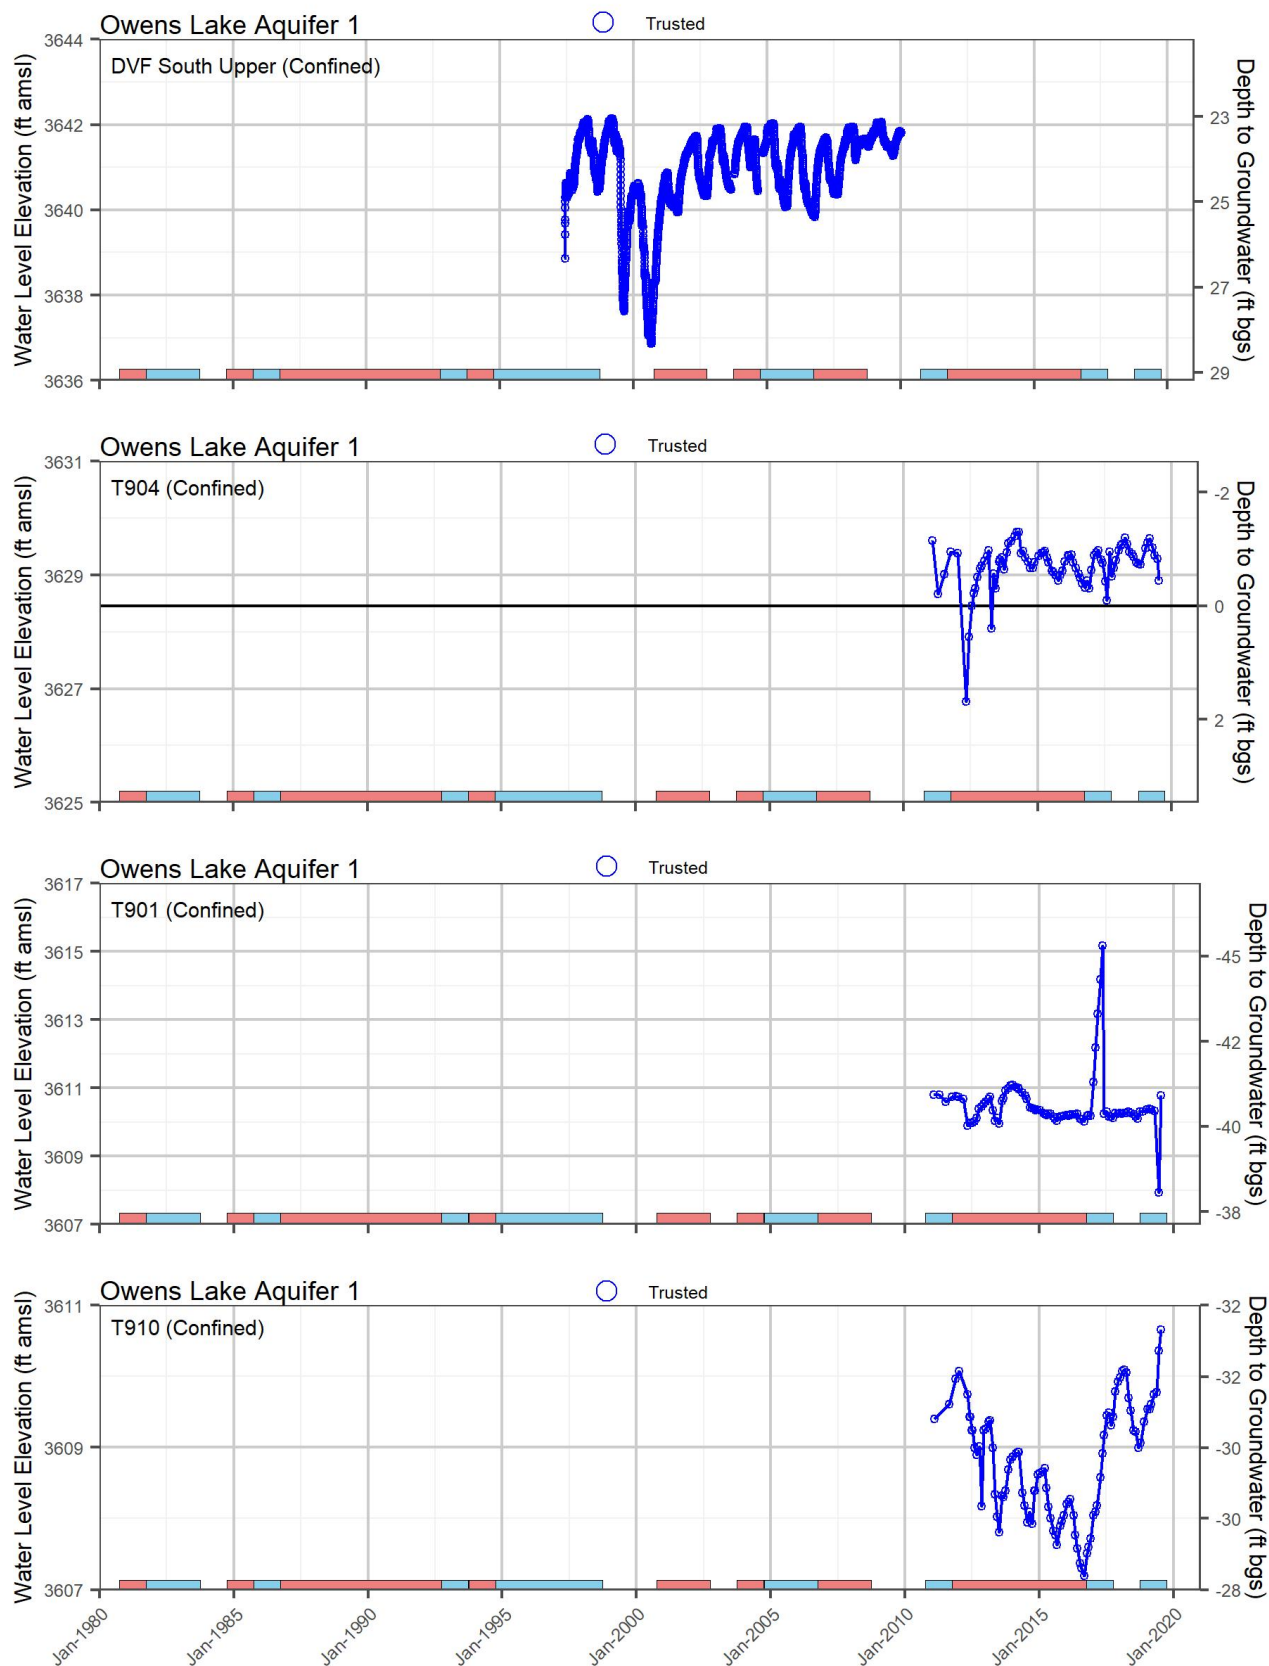 Owens Lake Aquifer 1
Trusted
DVF South Upper (Confined)
Water Level Elevation (ft amsl)
3644
3642
3640
3638
3636
Depth to Groundwater (ft bgs)
23
25
27
29
Owens Lake Aquifer 1
Trusted
T904 (Confined)
Water Level Elevation (ft amsl)
3631
3629
3627
3625
Depth to Groundwater (ft bgs)
-2
0
2
Owens Lake Aquifer 1
Trusted
T901 (Confined)
Water Level Elevation (ft amsl)
3617
3615
3613
3611
3609
3607
Depth to Groundwater (ft bgs)
-45
-42
-40
-38
Owens Lake Aquifer 1
Trusted
T910 (Confined)
Water Level Elevation (ft amsl)
3611
3609
3607
Depth to Groundwater (ft bgs)
-32
-32
-30
-30
-28
Jan-1980
Jan-1985
Jan-1990
Jan-1995
Jan-2000
Jan-2005
Jan-2010
Jan-2015
Jan-2020